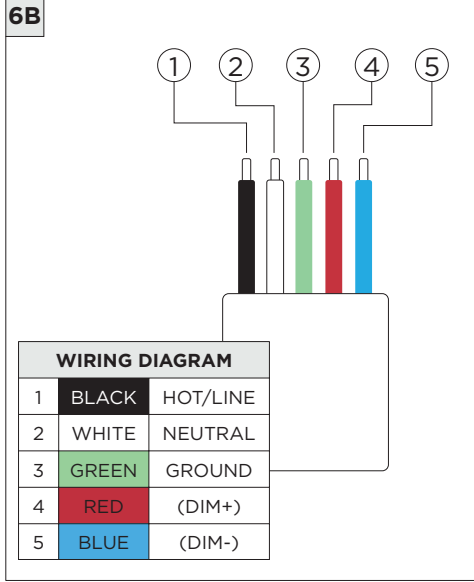 6B
1 2 3 4 5
WIRING DIAGRAM
1 BLACK HOT/LINE
2 WHITE NEUTRAL
3 GREEN GROUND
4 RED (DIM+)
5 BLUE (DIM-)